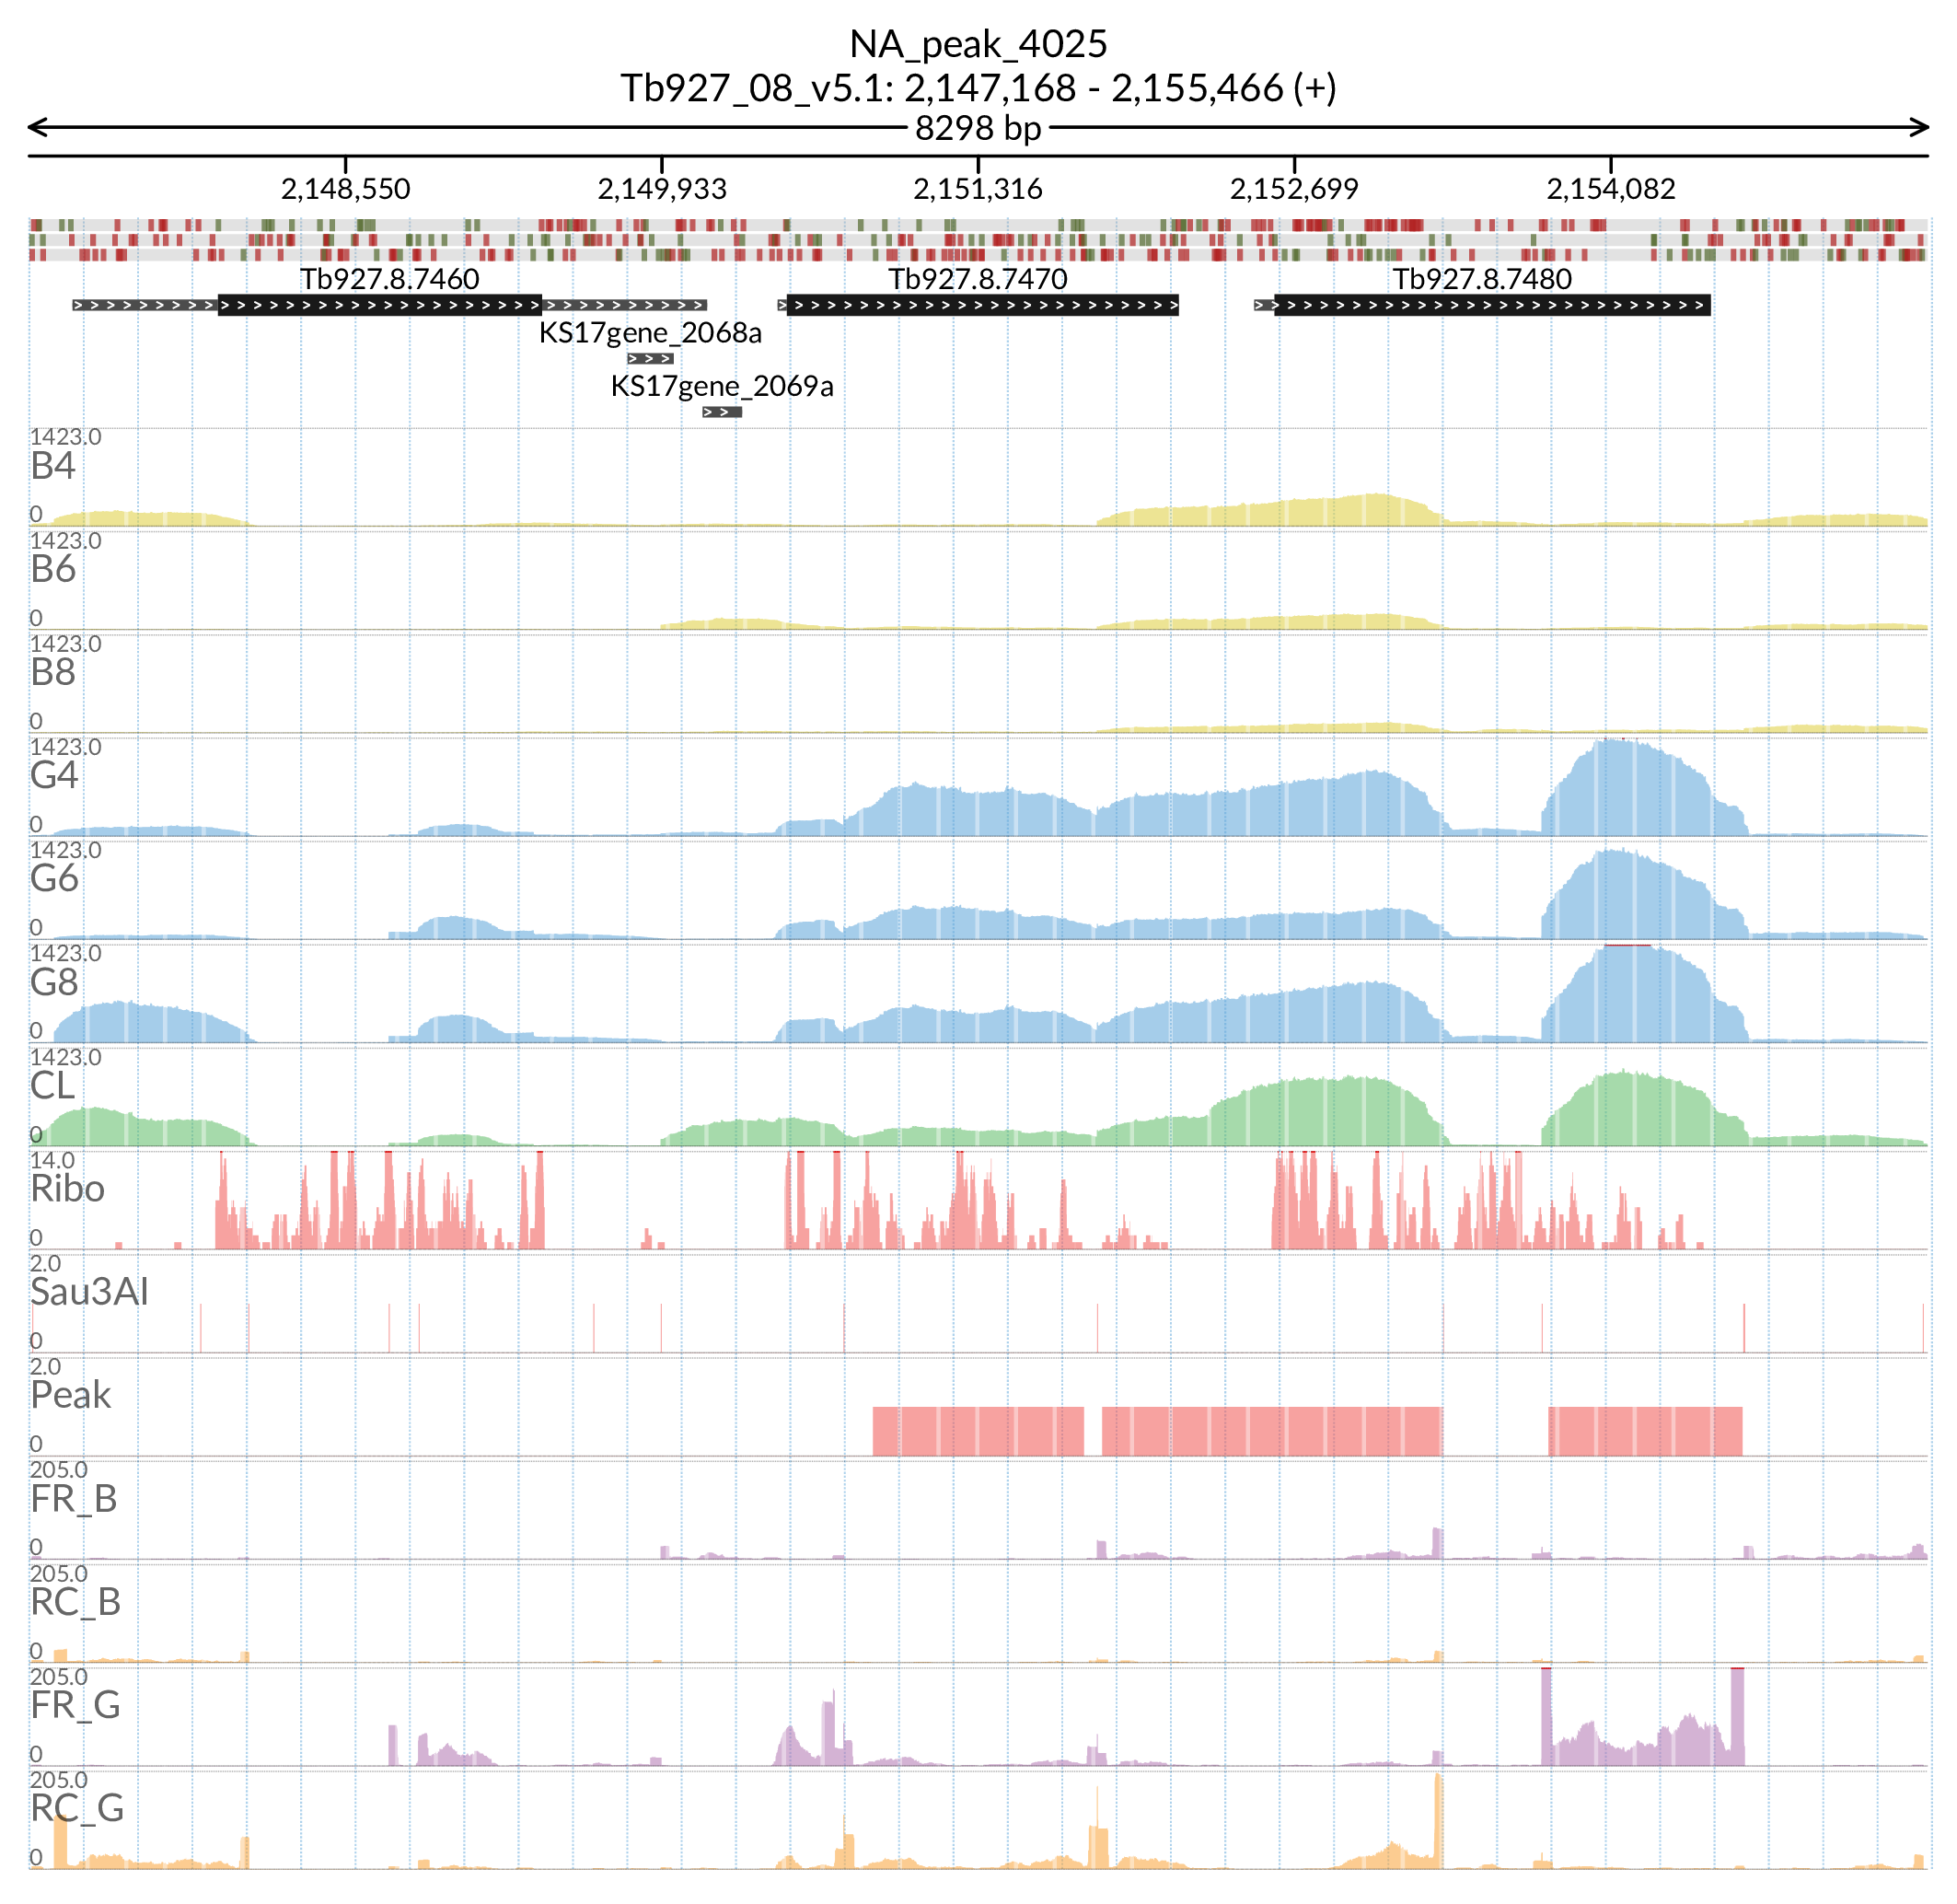 NA_peak_4025
Tb927_08_v5.1: 2,147,168 - 2,155,466 (+)
8298 bp
2,148,550 2,149,933 2,151,316 2,152,699 2,154,082
Tb927.8.7460 Tb927.8.7470 Tb927.8.7480
KS17gene_2068a
KS17gene_2069a
1423.0
B4
0
1423.0
B6
0
1423.0
B8
0
1423.0
G4
0
1423.0
G6
0
1423.0
G8
0
1423.0
CL
0
14.0
Ribo
0
2.0
Sau3AI
0
2.0
Peak
0
205.0
FR_B
0
205.0
RC_B
0
205.0
FR_G
0
205.0
RC_G
0